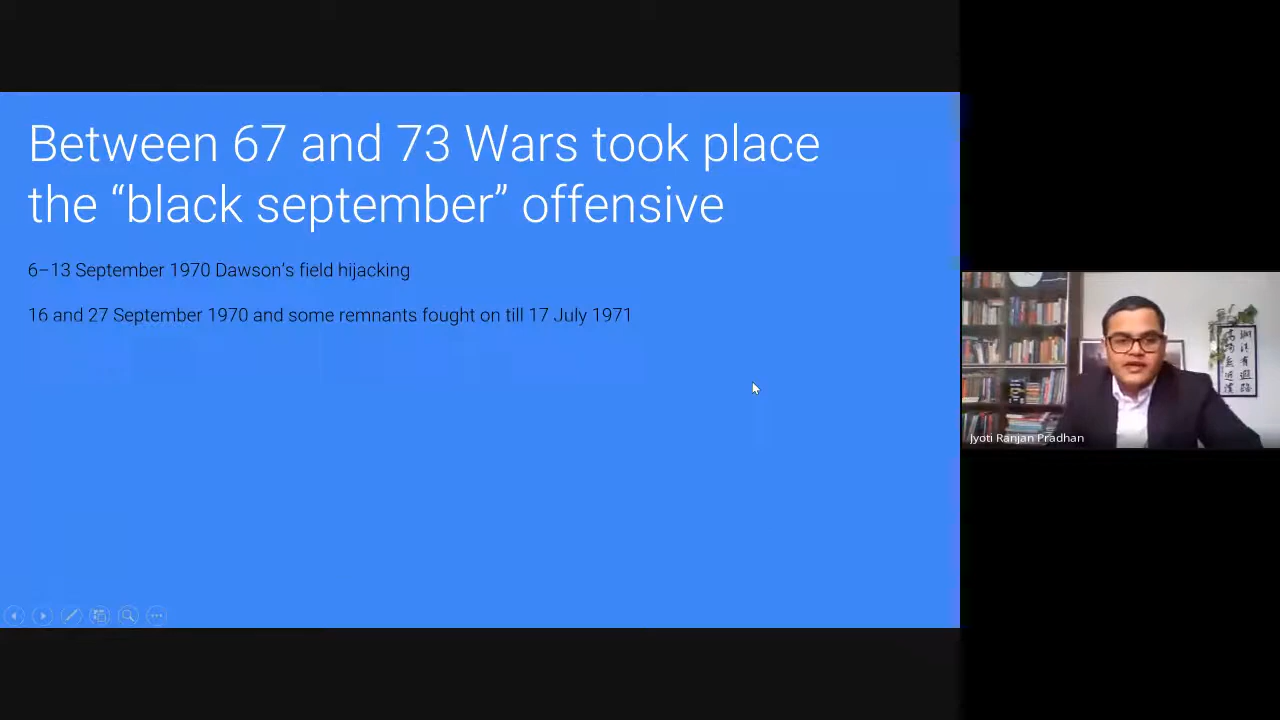 Between 67 and 73 Wars took place
the “black september” offensive
6–13 September 1970 Dawson’s field hijacking
16 and 27 September 1970 and some remnants fought on till 17 July 1971
Jyoti Ranjan Pradhan